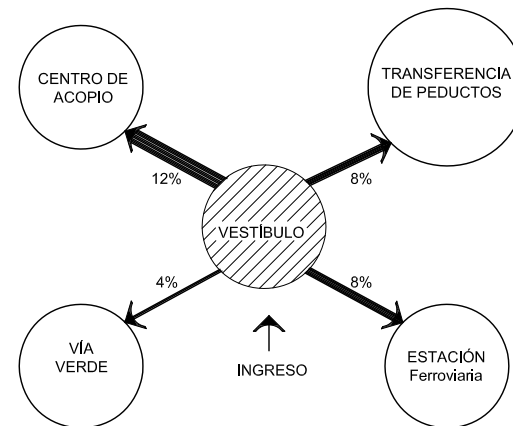 CENTRO DE
ACOPIO
TRANSFERENCIA
DE PEDUCTOS
12%
8%
VESTÍBULO
4%
8%
VÍA
VERDE
INGRESO
ESTACIÓN
Ferroviaria